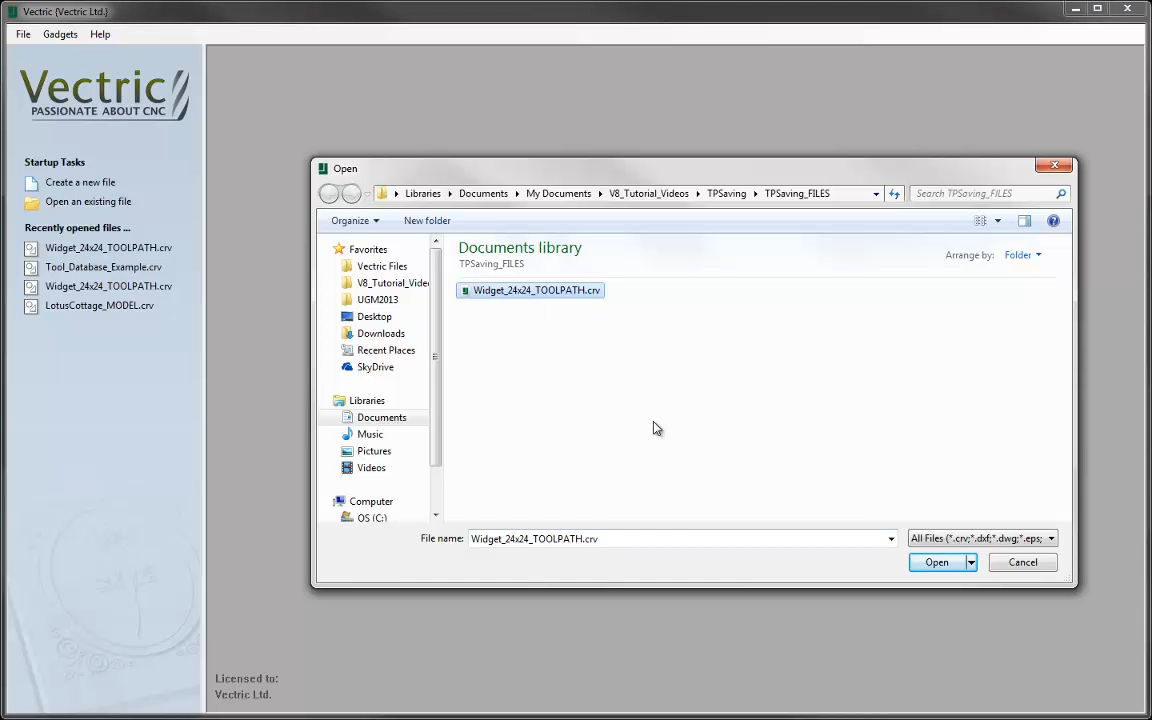 Vectric {Vectric Ltd.}
File Gadgets Help
Vectric
PASSIONATE ABOUT CNC
Startup Tasks
Create a new file
Open an existing file
Recently opened files ...
Widget_24x24_TOOLPATH.crv
Tool_Database_Example.crv
Widget_24x24_TOOLPATH.crv
LotusCottage_MODEL.crv
Open
Libraries Documents My Documents V8_Tutorial_Videos TPSaving TPSaving_FILES
Search TPSaving_FILES
Organize New folder
Favorites
Vectric Files
V8_Tutorial_Vide
UGM2013
Desktop
Downloads
Recent Places
SkyDrive
Libraries
Documents
Music
Pictures
Videos
Computer
OS (C:)
Documents library
TPSaving_FILES
Arrange by: Folder
Widget_24x24_TOOLPATH.crv
File name: Widget_24x24_TOOLPATH.crv
All Files (*.crv;*.dxf;*.dwg;*.eps;
Open Cancel
Licensed to:
Vectric Ltd.